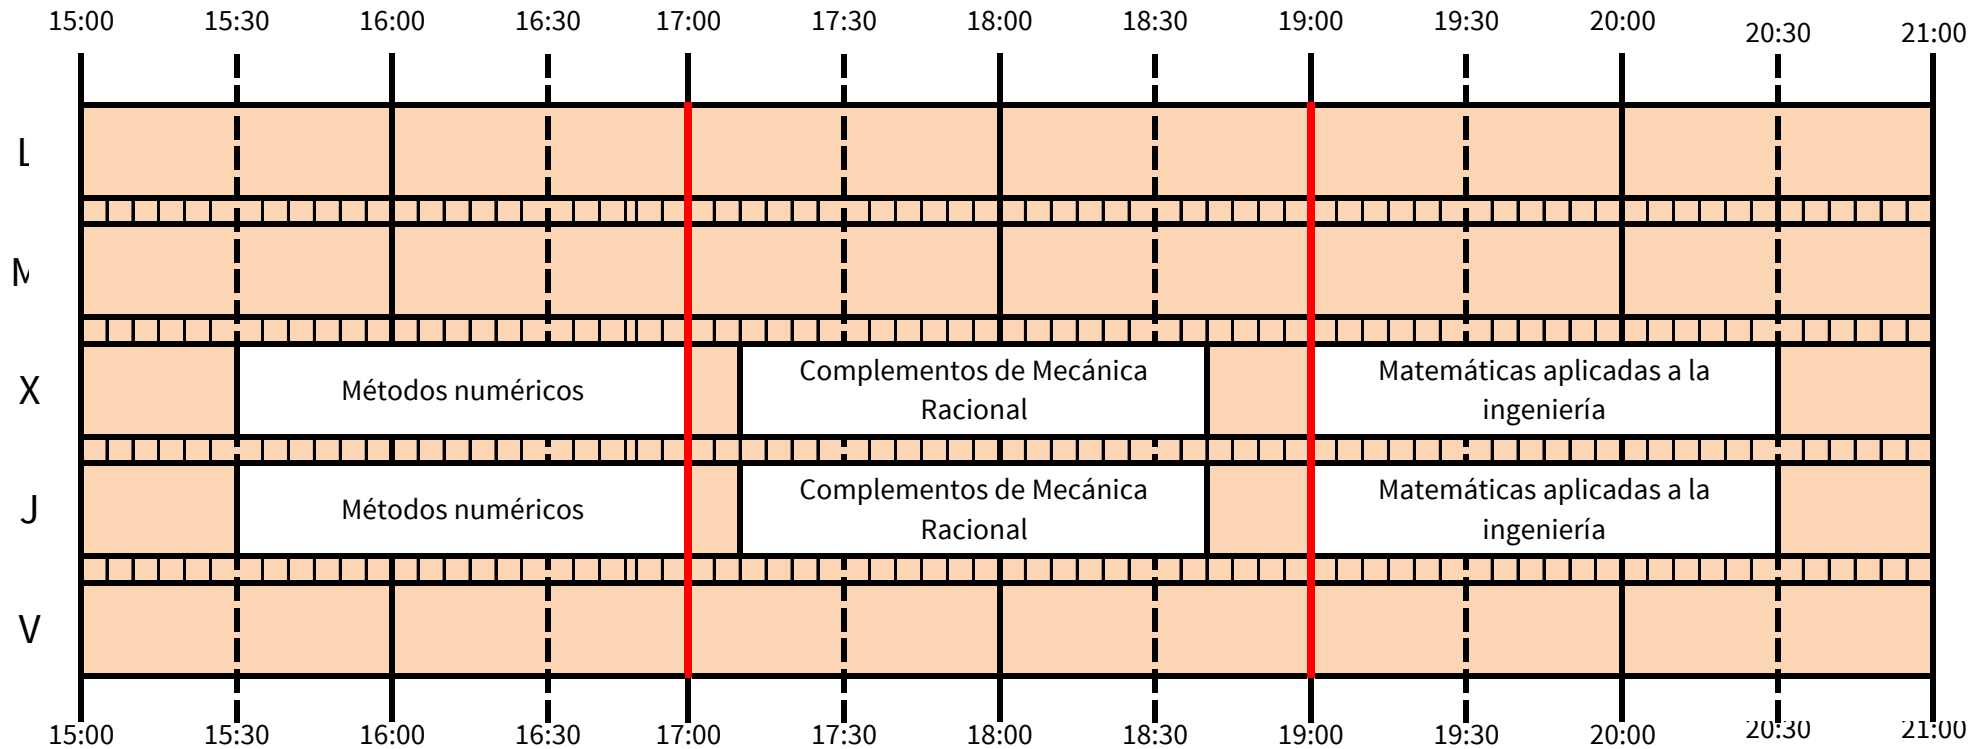 15:00 15:30 16:00 16:30 17:00 17:30 18:00 18:30 19:00 19:30 20:00 20:30 21:00
L
M
X Métodos numéricos Complementos de Mecánica Racional Matemáticas aplicadas a la ingeniería
J Métodos numéricos Complementos de Mecánica Racional Matemáticas aplicadas a la ingeniería
V
15:00 15:30 16:00 16:30 17:00 17:30 18:00 18:30 19:00 19:30 20:00 20:30 21:00